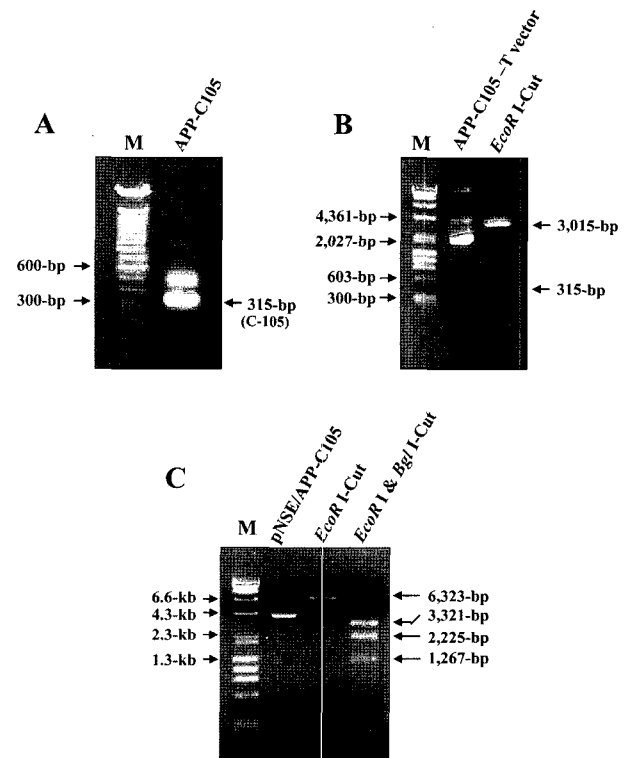 A
M
APP-C105
600-bp
300-bp
315-bp
(C-105)
B
M
APP-C105 –T vector
EcoR I-Cut
4,361-bp
2,027-bp
603-bp
300-bp
3,015-bp
315-bp
C
M
pNSE/APP-C105
EcoR I-Cut
EcoR I & Bgl I-Cut
6.6-kb
4.3-kb
2.3-kb
1.3-kb
6,323-bp
3,321-bp
2,225-bp
1,267-bp